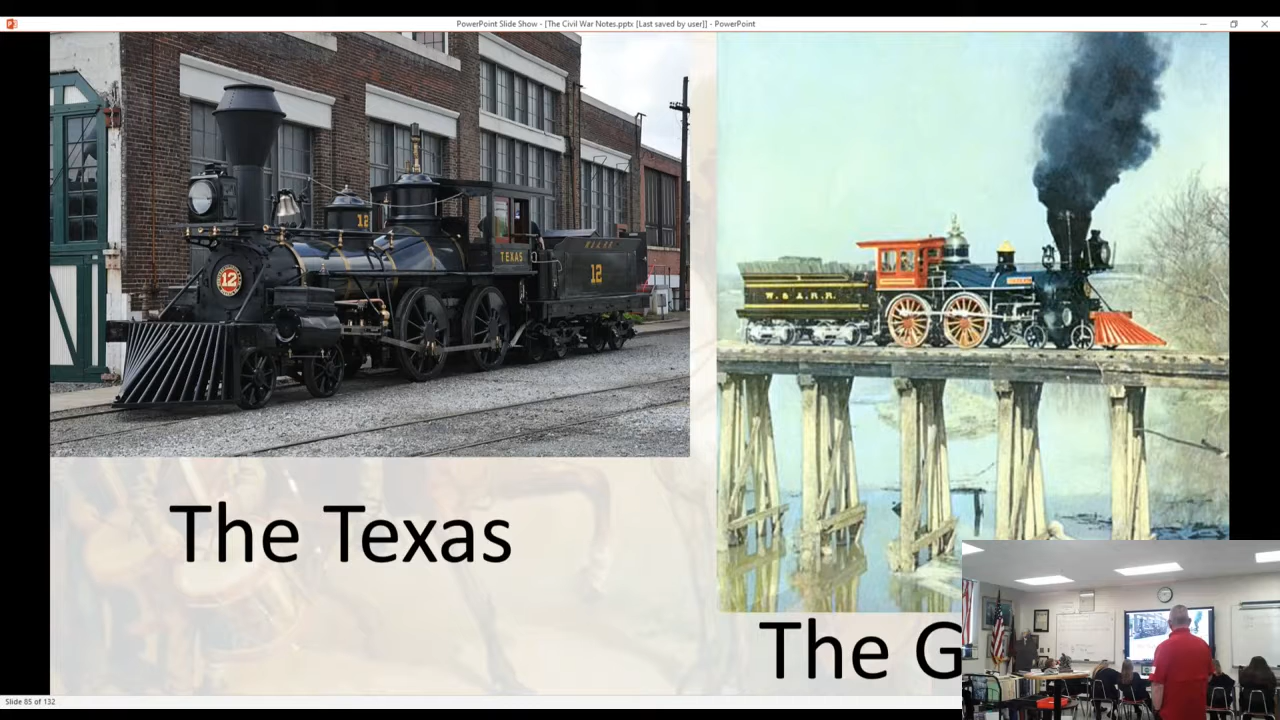 PowerPoint Slide Show - [The Civil War Notes.pptx [Last saved by user]] - PowerPoint
12
TEXAS
12
12
W. & A. R. R.
The Texas
The G
Slide 85 of 132